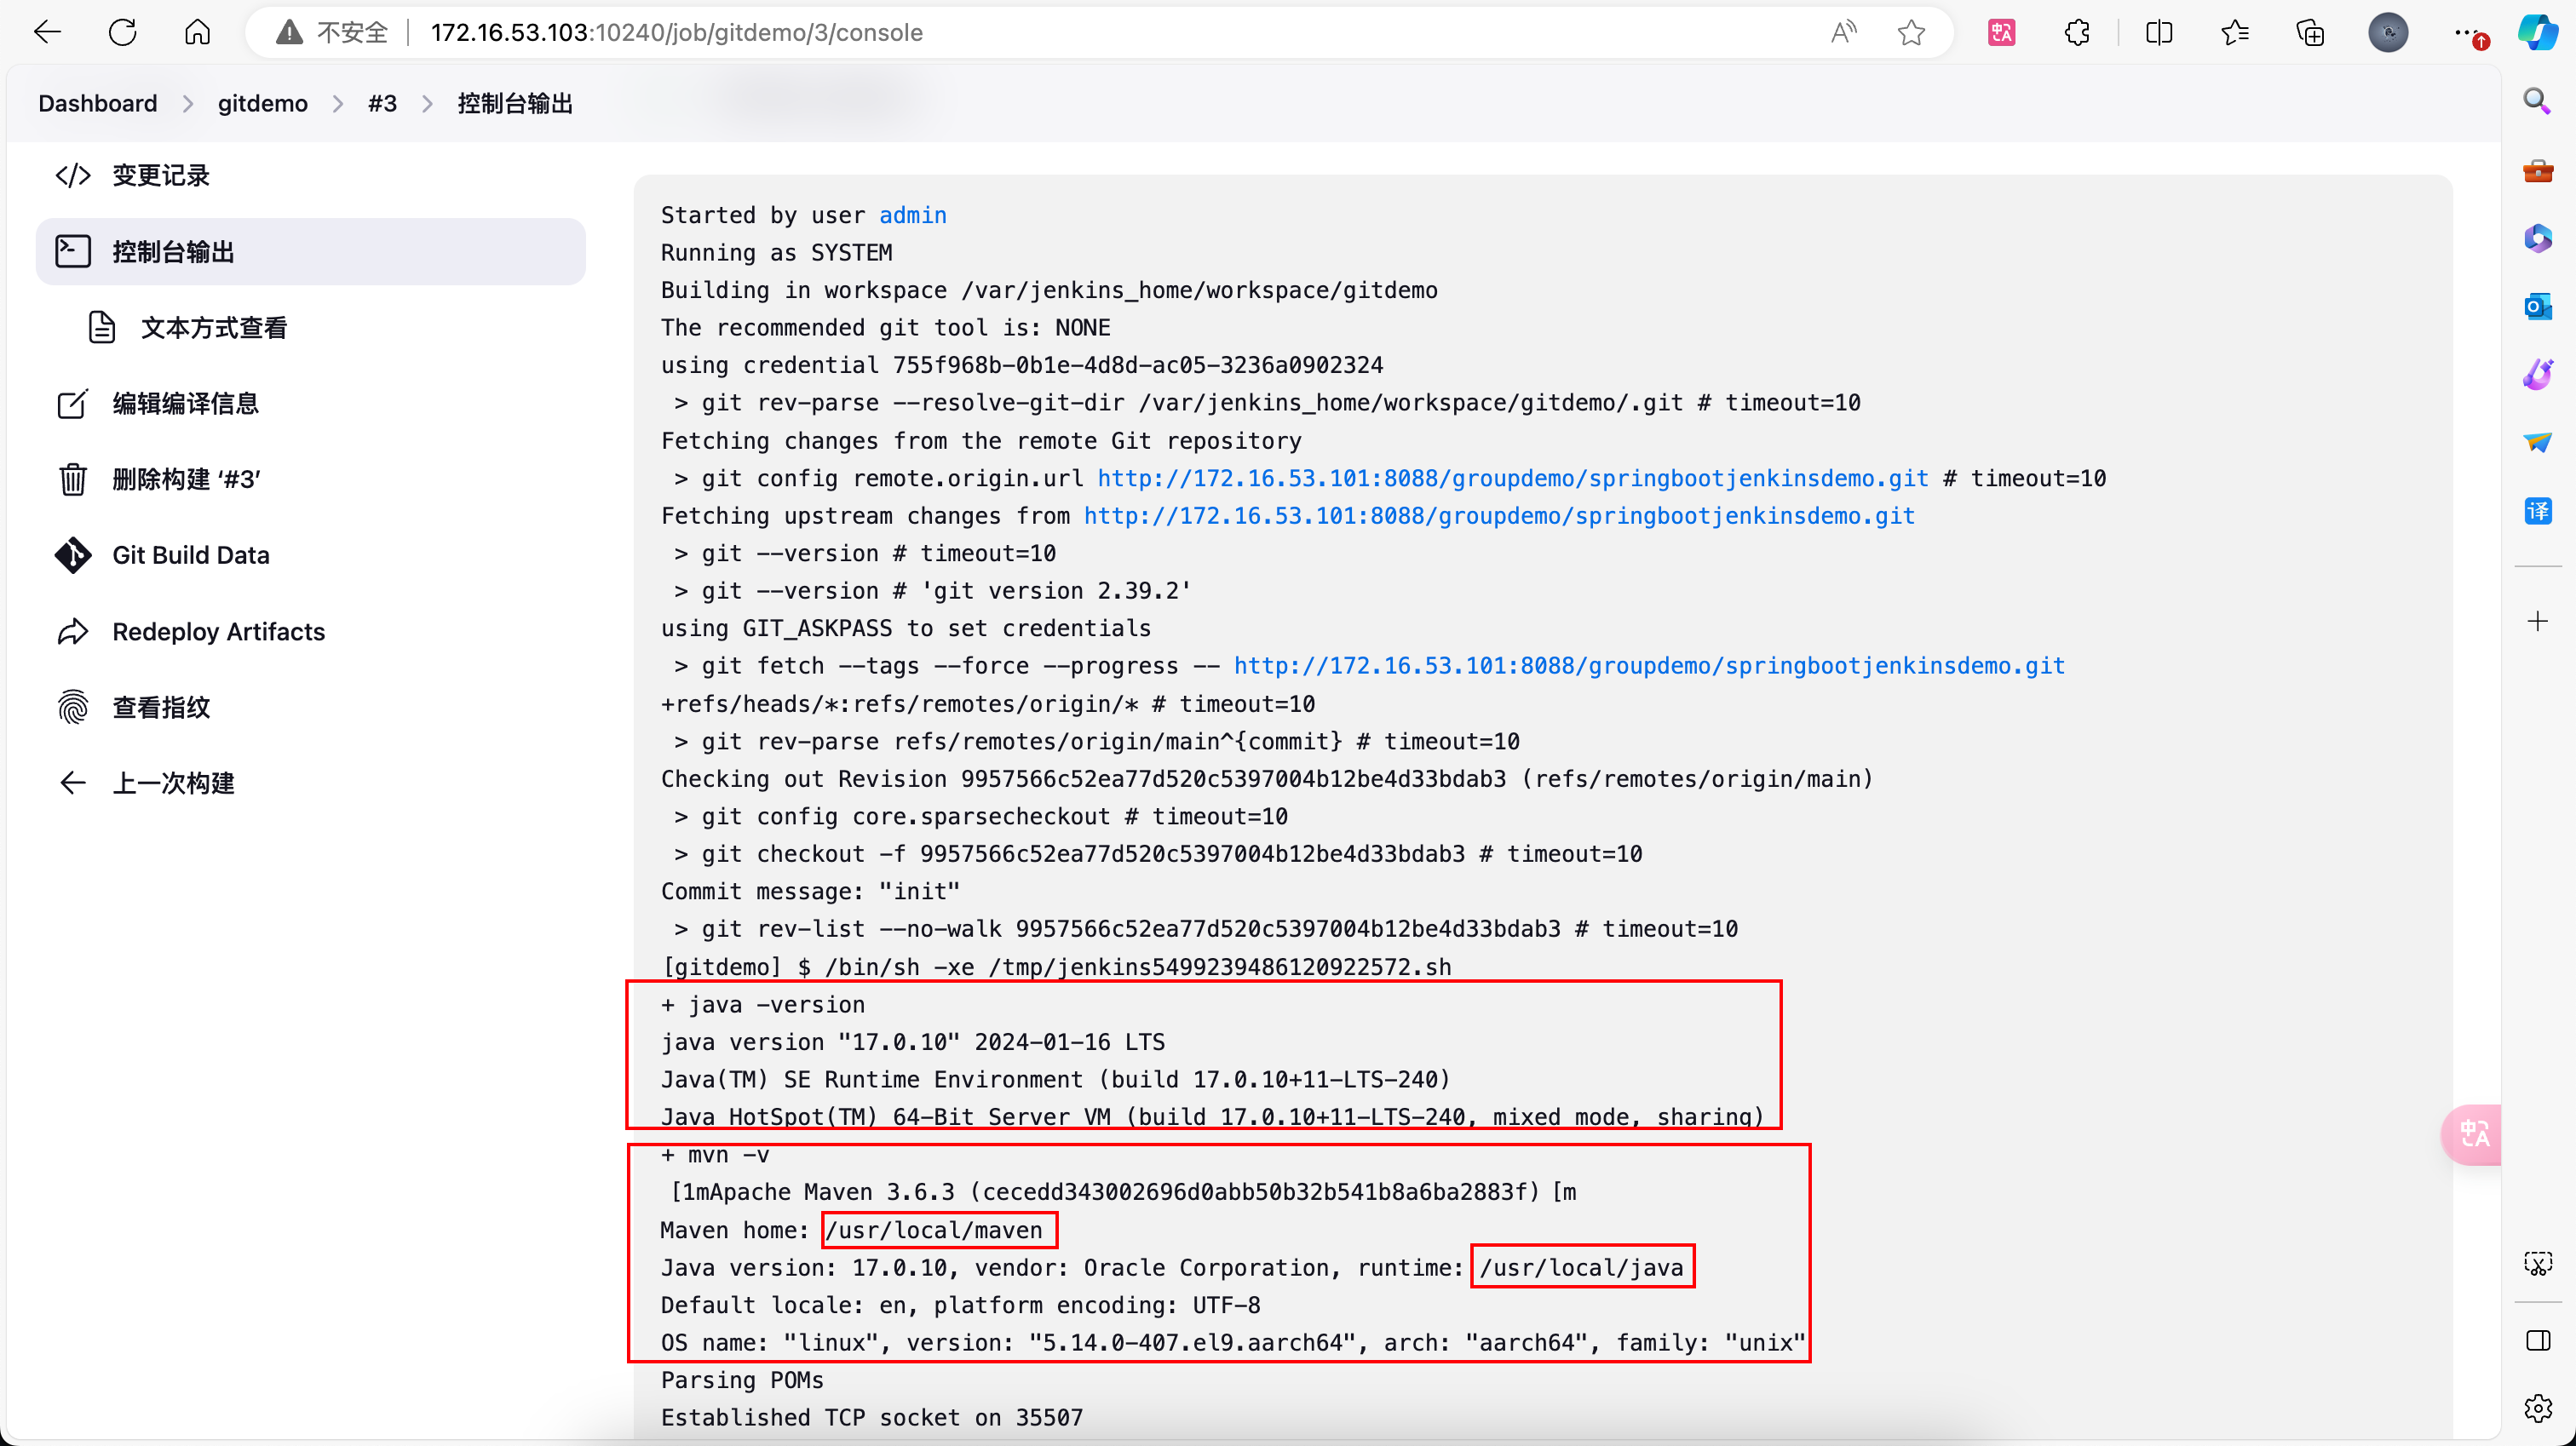 不安全 172.16.53.103:10240/job/gitdemo/3/console
Dashboard gitdemo #3 控制台输出
变更记录
控制台输出
文本方式查看
编辑编译信息
删除构建 ‘#3’
Git Build Data
Redeploy Artifacts
查看指纹
上一次构建
Started by user admin
Running as SYSTEM
Building in workspace /var/jenkins_home/workspace/gitdemo
The recommended git tool is: NONE
using credential 755f968b-0b1e-4d8d-ac05-3236a0902324
 > git rev-parse --resolve-git-dir /var/jenkins_home/workspace/gitdemo/.git # timeout=10
Fetching changes from the remote Git repository
 > git config remote.origin.url http://172.16.53.101:8088/groupdemo/springbootjenkinsdemo.git # timeout=10
Fetching upstream changes from http://172.16.53.101:8088/groupdemo/springbootjenkinsdemo.git
 > git --version # timeout=10
 > git --version # 'git version 2.39.2'
using GIT_ASKPASS to set credentials
 > git fetch --tags --force --progress -- http://172.16.53.101:8088/groupdemo/springbootjenkinsdemo.git
+refs/heads/*:refs/remotes/origin/* # timeout=10
 > git rev-parse refs/remotes/origin/main^{commit} # timeout=10
Checking out Revision 9957566c52ea77d520c5397004b12be4d33bdab3 (refs/remotes/origin/main)
 > git config core.sparsecheckout # timeout=10
 > git checkout -f 9957566c52ea77d520c5397004b12be4d33bdab3 # timeout=10
Commit message: "init"
 > git rev-list --no-walk 9957566c52ea77d520c5397004b12be4d33bdab3 # timeout=10
[gitdemo] $ /bin/sh -xe /tmp/jenkins5499239486120922572.sh
+ java -version
java version "17.0.10" 2024-01-16 LTS
Java(TM) SE Runtime Environment (build 17.0.10+11-LTS-240)
Java HotSpot(TM) 64-Bit Server VM (build 17.0.10+11-LTS-240, mixed mode, sharing)
+ mvn -v
[1mApache Maven 3.6.3 (cecedd343002696d0abb50b32b541b8a6ba2883f) [m
Maven home: /usr/local/maven
Java version: 17.0.10, vendor: Oracle Corporation, runtime: /usr/local/java
Default locale: en, platform encoding: UTF-8
OS name: "linux", version: "5.14.0-407.el9.aarch64", arch: "aarch64", family: "unix"
Parsing POMs
Established TCP socket on 35507
译